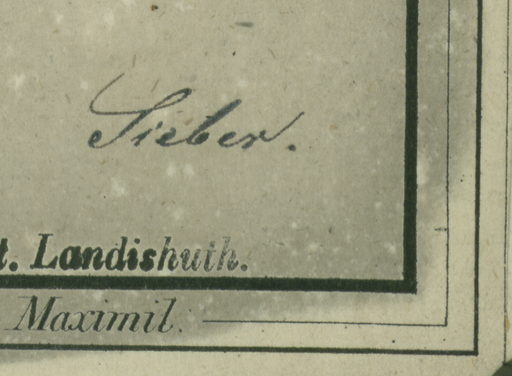 Sieber.
t. Landishuth.
Maximil.